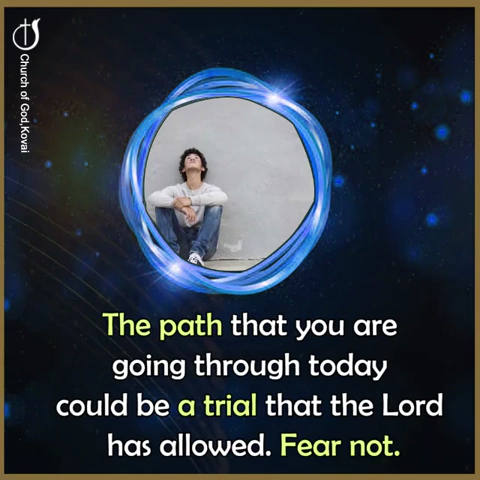 Church of God,Kovai
The path that you are
going through today
could be a trial that the Lord
has allowed. Fear not.